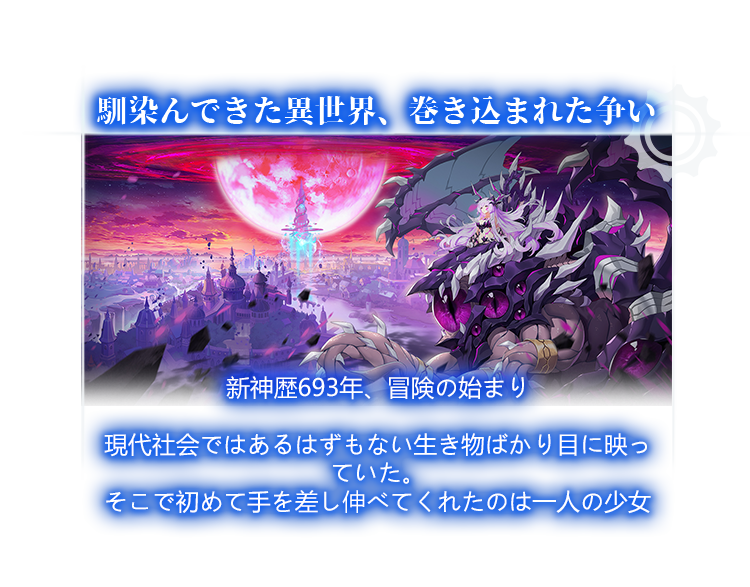 馴染んできた異世界、巻き込まれた争い
新神歴693年、冒険の始まり
現代社会ではあるはずもない生き物ばかり目に映っ
ていた。
そこで初めて手を差し伸べてくれたのは一人の少女